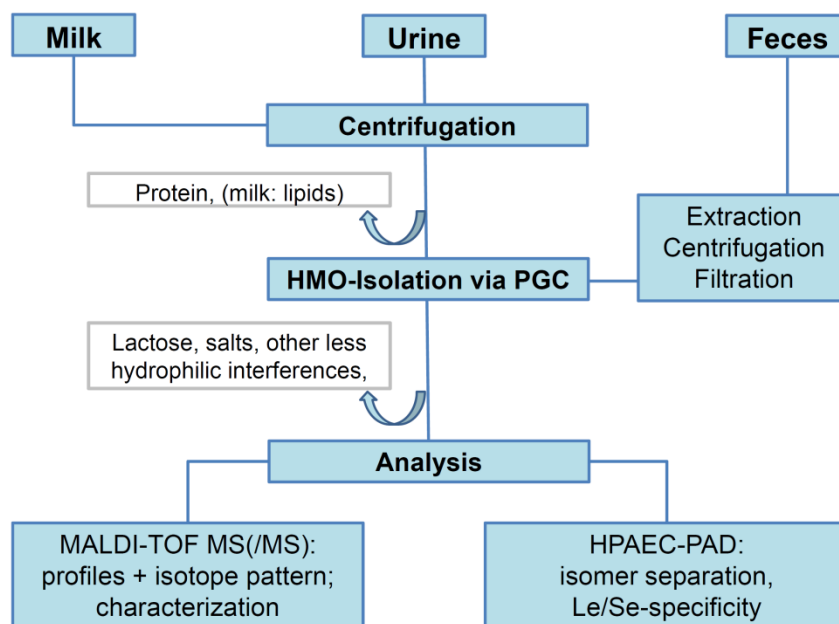 Milk
Urine
Feces
Centrifugation
Protein, (milk: lipids)
Extraction
Centrifugation
Filtration
HMO-Isolation via PGC
Lactose, salts, other less
hydrophilic interferences,
Analysis
MALDI-TOF MS(/MS):
profiles + isotope pattern;
characterization
HPAEC-PAD:
isomer separation,
Le/Se-specificity